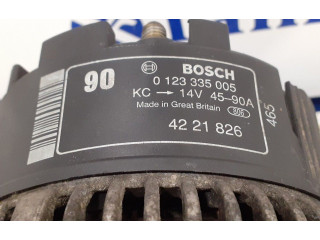 90
BOSCH
0 123 335 005
KC → 14V 45-90A
Made in Great Britain
465
42 21 826